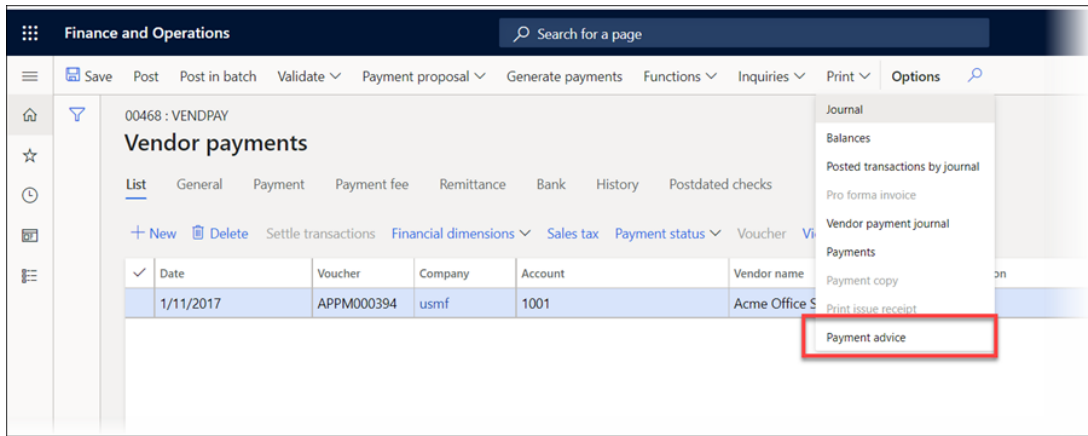 Finance and Operations Search for a page
Save Post Post in batch Validate Payment proposal Generate payments Functions Inquiries Print Options
00468 : VENDPAY
Vendor payments
List General Payment Payment fee Remittance Bank History Postdated checks
New Delete Settle transactions Financial dimensions Sales tax Payment status Voucher
Date Voucher Company Account Vendor name
1/11/2017 APPM000394 usmf 1001 Acme Office
Journal
Balances
Posted transactions by journal
Pro forma invoice
Vendor payment journal
Payments
Payment copy
Print issue receipt
Payment advice